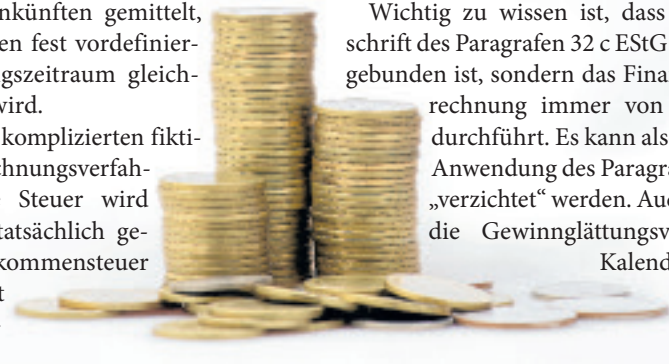 nkünften gemittelt,
en fest vordefinier-
gszeitraum gleich-
wird.
komplizierten fikti-
chnungsverfah-
Steuer wird
tatsächlich ge-
kommensteuer
Wichtig zu wissen ist, dass
schrift des Paragrafen 32 c EStG
gebunden ist, sondern das Fina
rechnung immer von
durchführt. Es kann als
Anwendung des Paragra
„verzichtet“ werden. Auc
die Gewinnglättungsv
Kalend